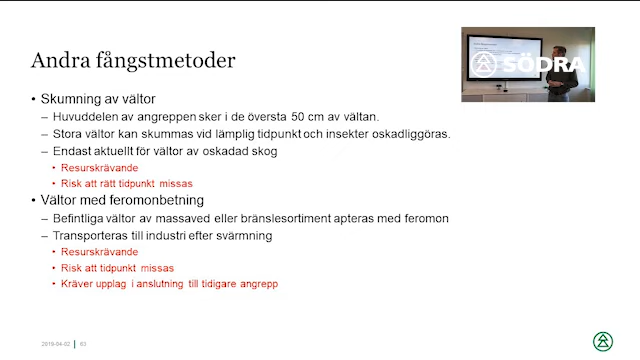 Andra fångstmetoder
SÖDRA
• Skumning av vältor
– Huvuddelen av angreppen sker i de översta 50 cm av vältan.
– Stora vältor kan skummas vid lämplig tidpunkt och insekter oskadliggöras.
– Endast aktuellt för vältor av oskadad skog
• Resurskrävande
• Risk att rätt tidpunkt missas
• Vältor med feromonbetning
– Befintliga vältor av massaved eller bränslesortiment apteras med feromon
– Transporteras till industri efter svärmning
• Resurskrävande
• Risk att tidpunkt missas
• Kräver upplag i anslutning till tidigare angrepp
2019-04-02 | 63